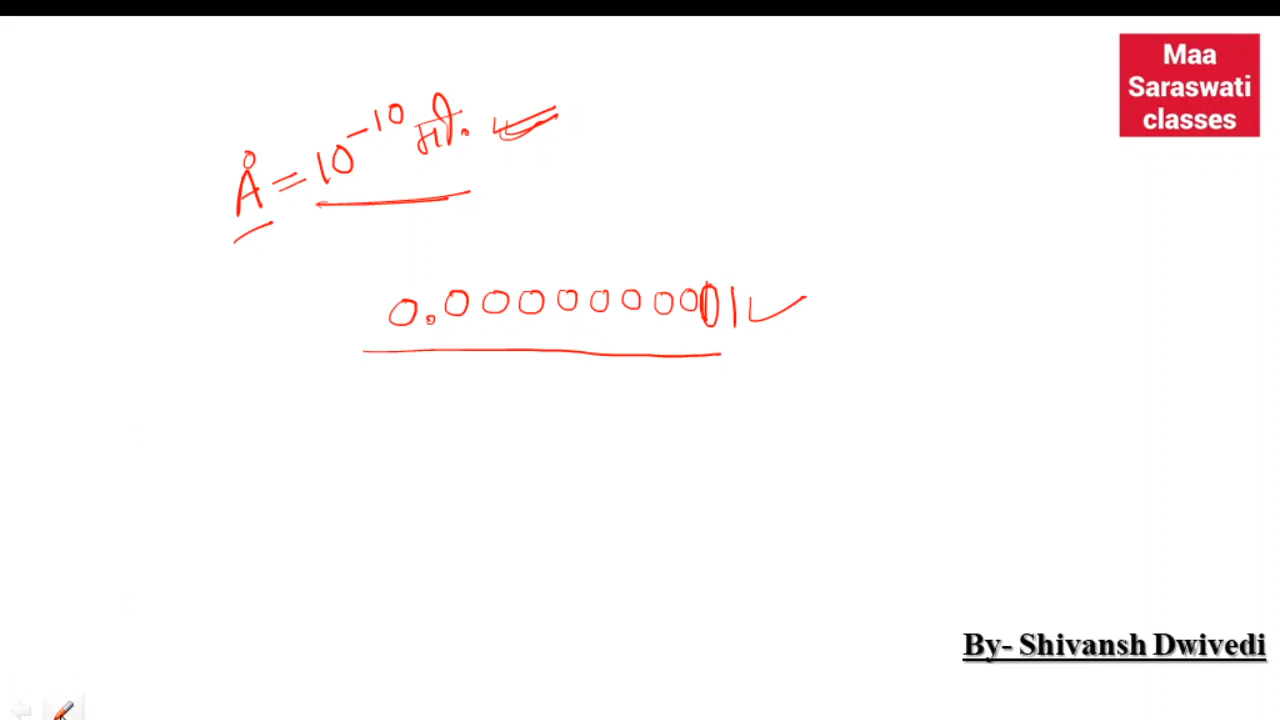 Maa
Saraswati
classes
Å = 10⁻¹⁰ मी.
0.0000000001
By- Shivansh Dwivedi